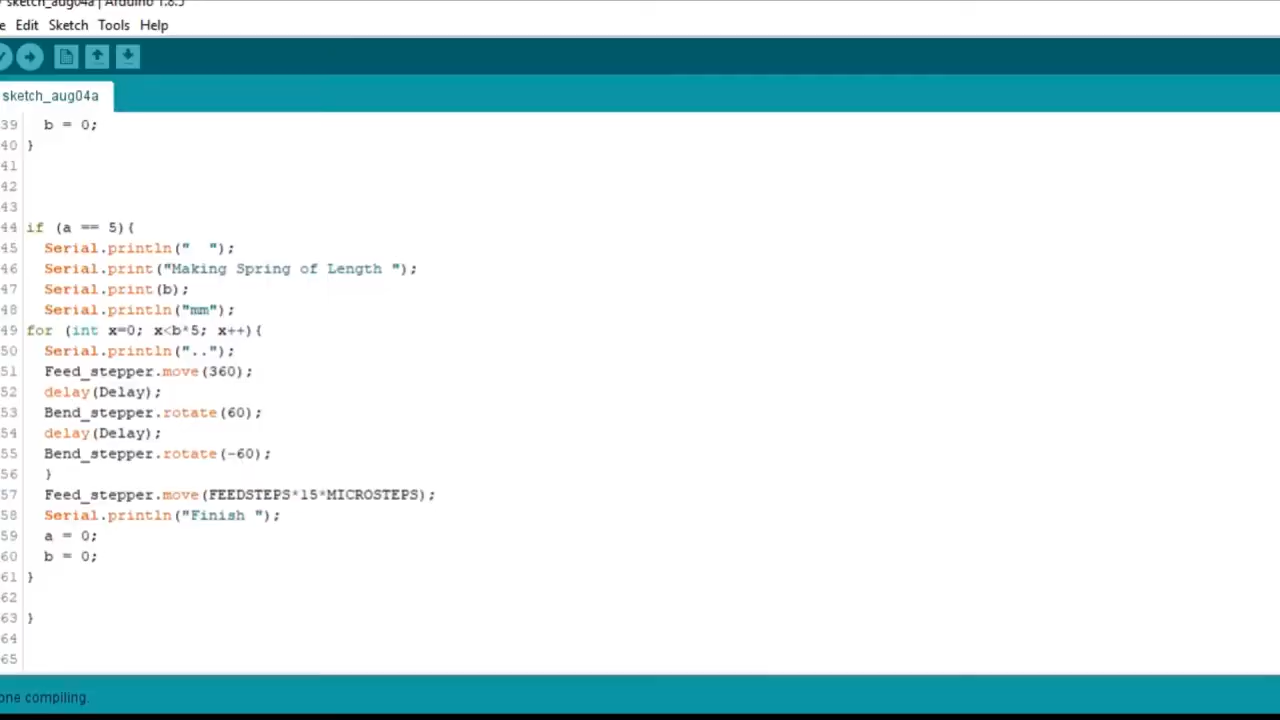 sketch_aug04a | Arduino 1.8.5
e Edit Sketch Tools Help
sketch_aug04a
39 b = 0;
40 }
41
42
43
44 if (a == 5){
45 Serial.println("  ");
46 Serial.print("Making Spring of Length ");
47 Serial.print(b);
48 Serial.println("mm");
49 for (int x=0; x<b*5; x++){
50 Serial.println("..");
51 Feed_stepper.move(360);
52 delay(Delay);
53 Bend_stepper.rotate(60);
54 delay(Delay);
55 Bend_stepper.rotate(-60);
56 }
57 Feed_stepper.move(FEEDSTEPS*15*MICROSTEPS);
58 Serial.println("Finish ");
59 a = 0;
60 b = 0;
61 }
62
63 }
64
65
one compiling.